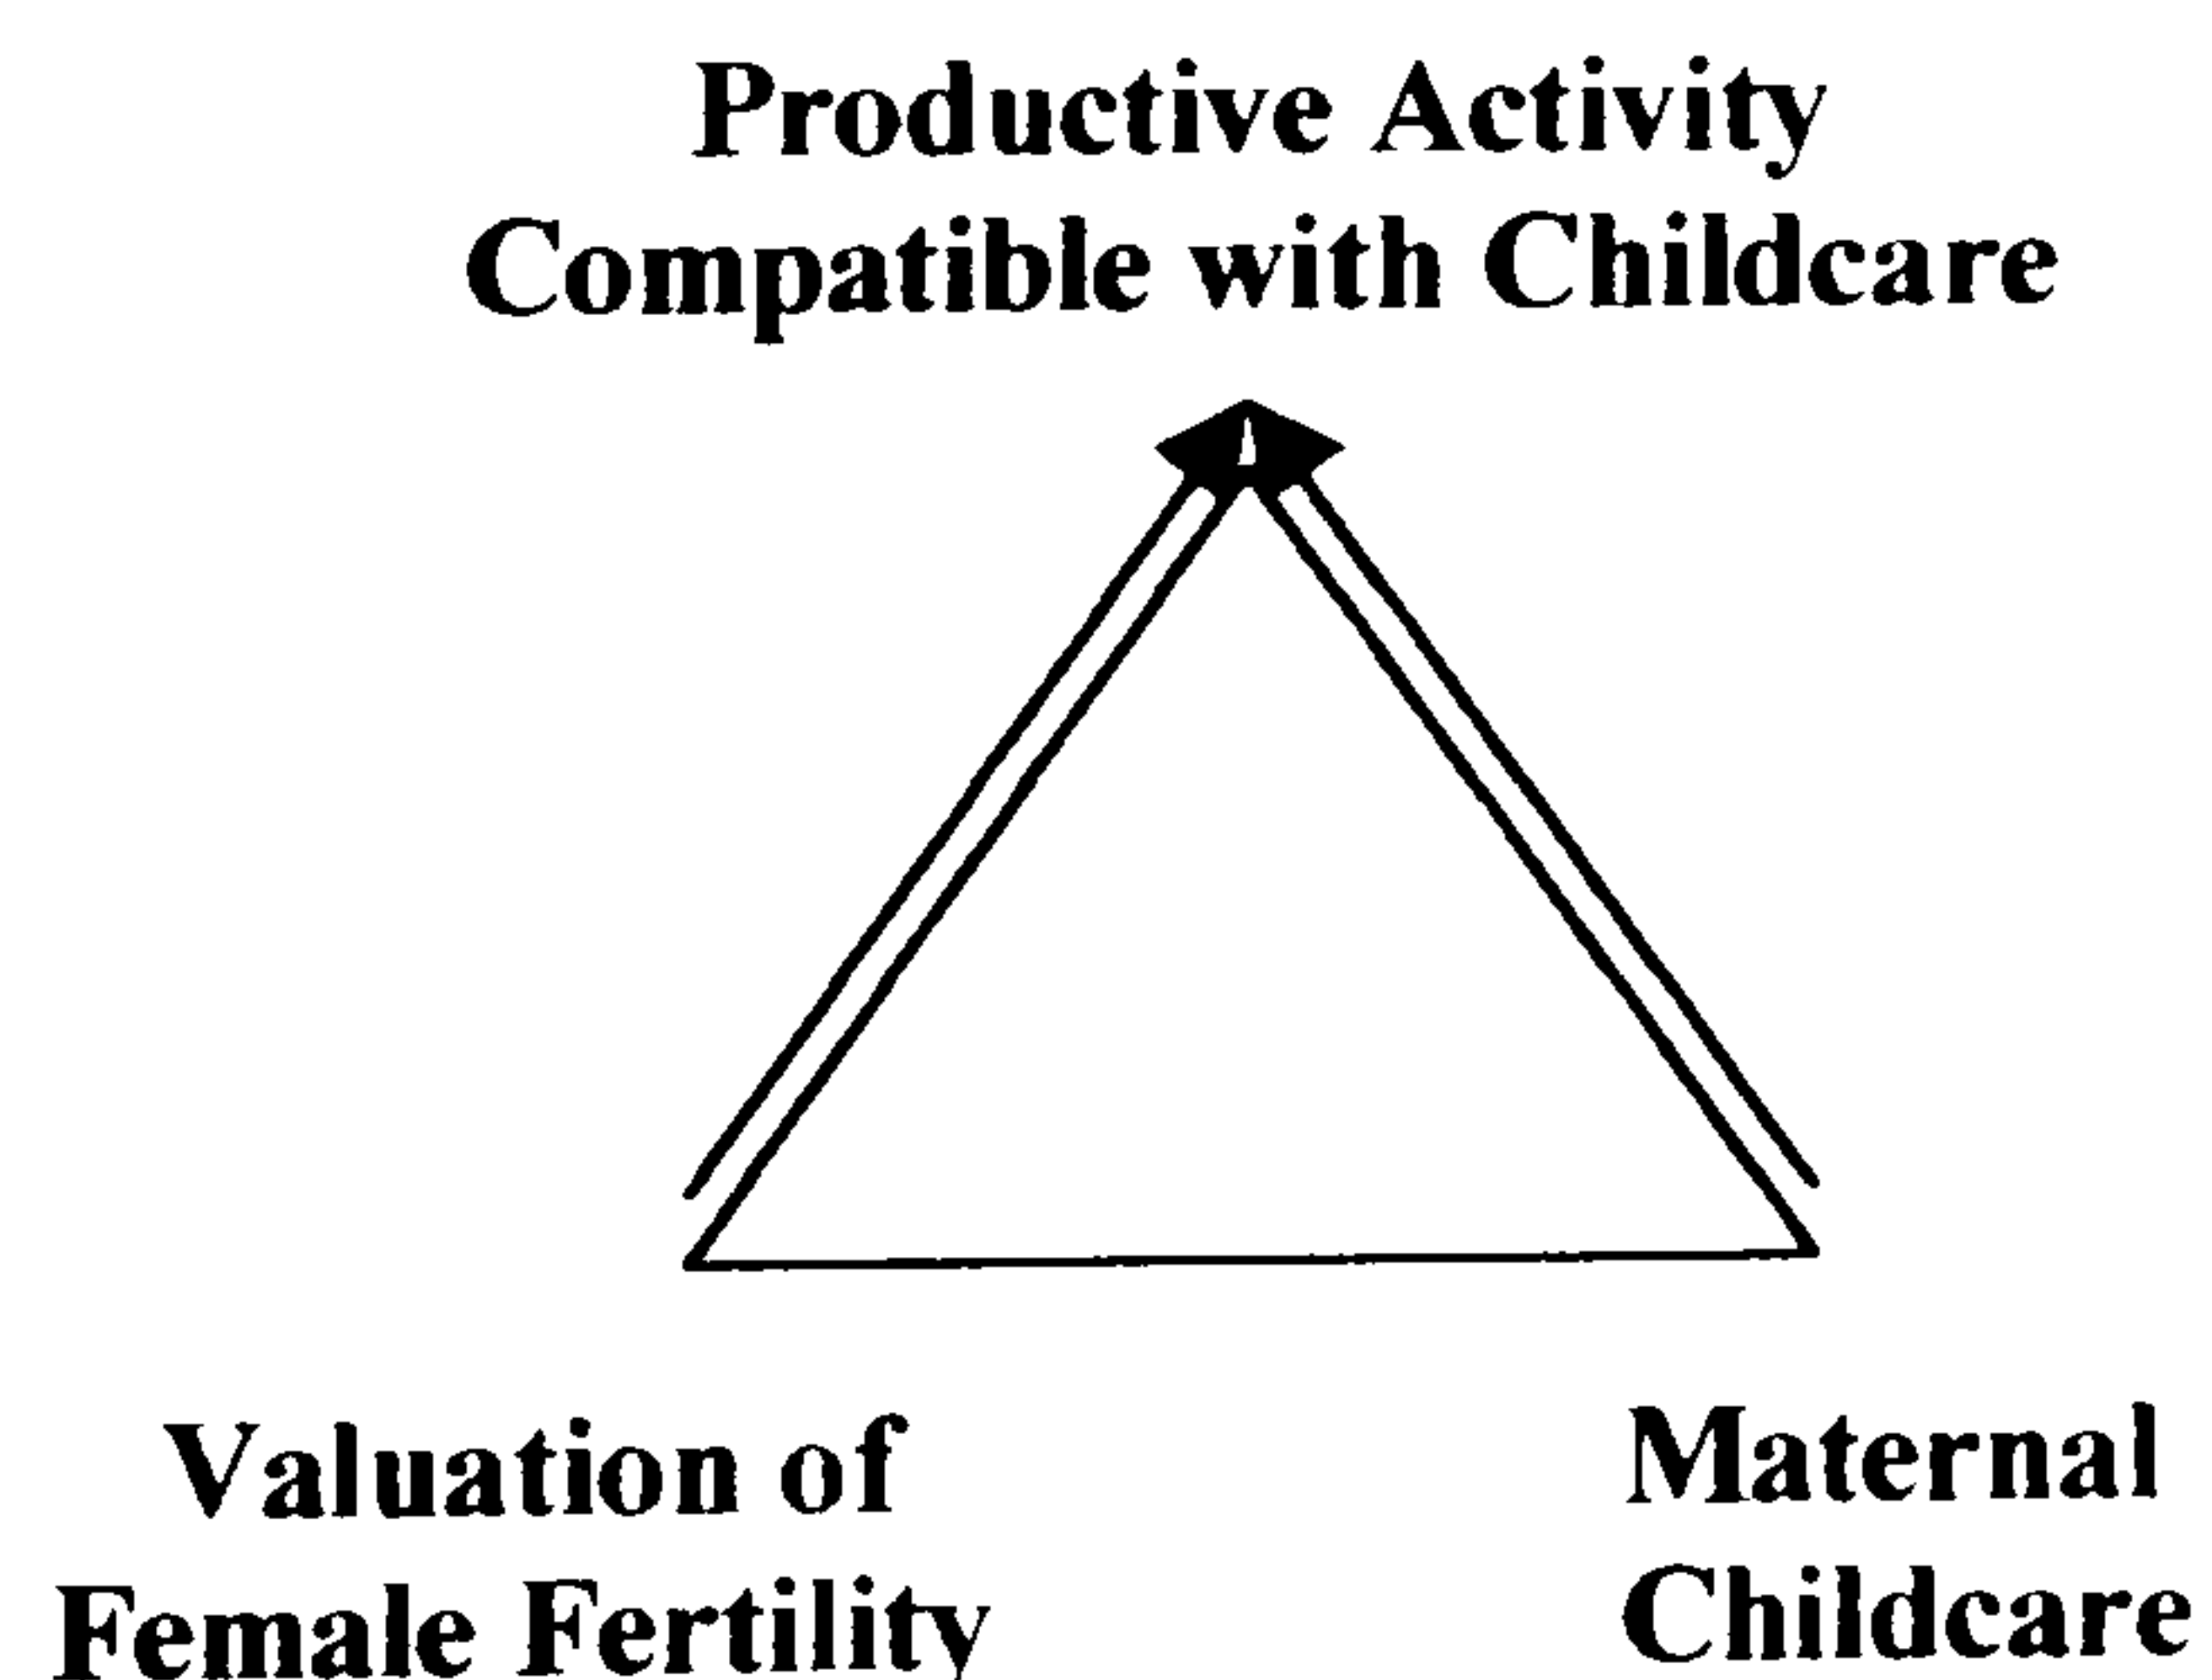 Productive Activity
Compatible with Childcare
Valuation of
Female Fertility
Maternal
Childcare